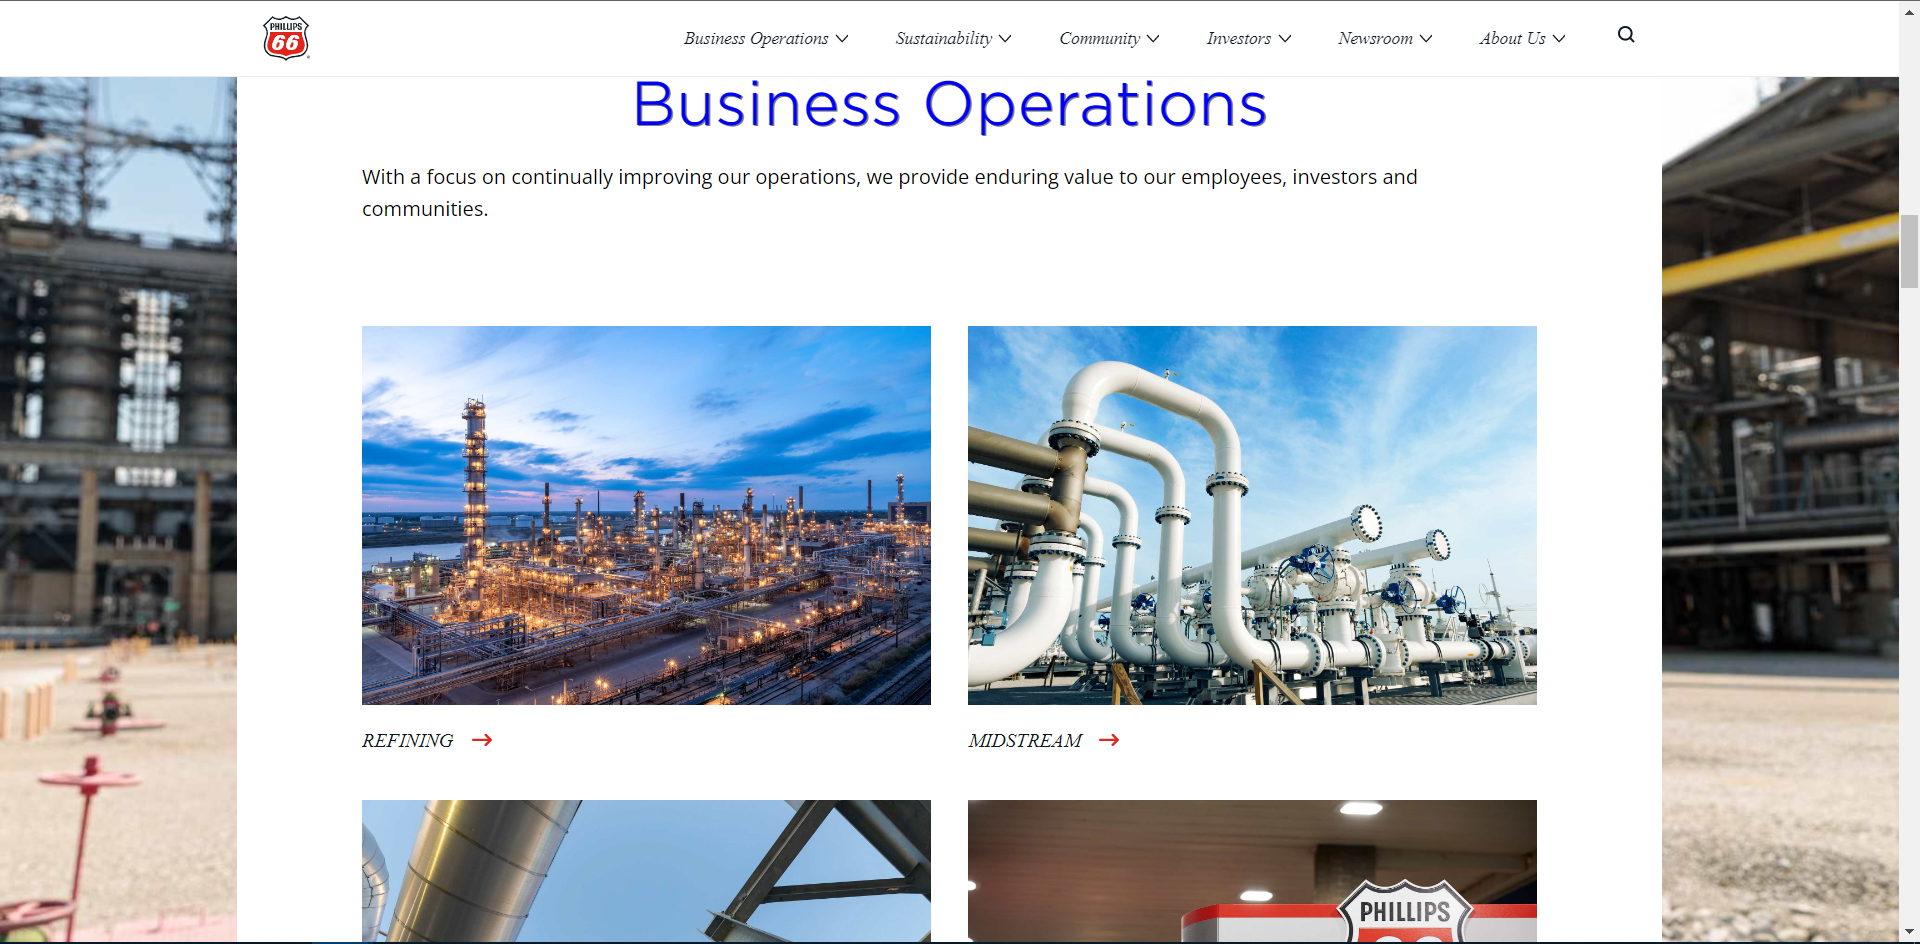 PHILLIPS
66
Business Operations
Sustainability
Community
Investors
Newsroom
About Us
Business Operations
With a focus on continually improving our operations, we provide enduring value to our employees, investors and
communities.
REFINING
MIDSTREAM
PHILLIPS